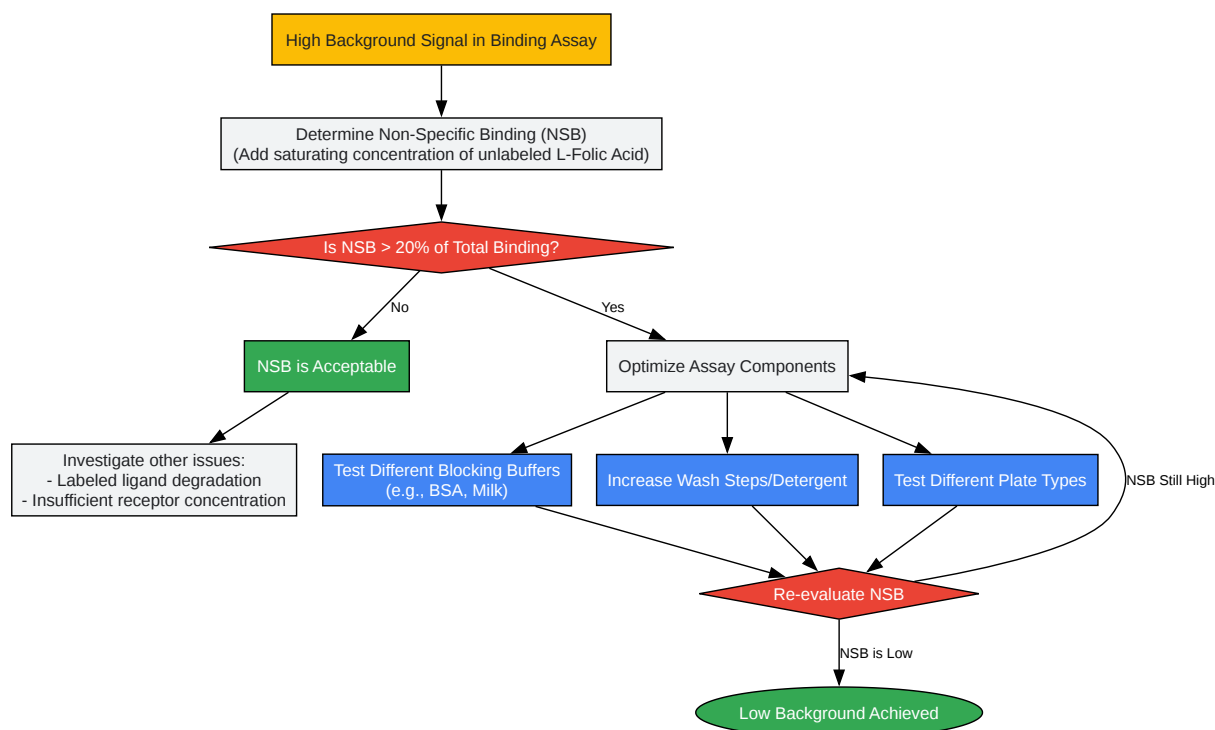 High Background Signal in Binding Assay
Determine Non-Specific Binding (NSB)
(Add saturating concentration of unlabeled L-Folic Acid)
Is NSB > 20% of Total Binding?
No
Yes
NSB is Acceptable
Optimize Assay Components
Investigate other issues:
- Labeled ligand degradation
- Insufficient receptor concentration
Test Different Blocking Buffers
(e.g., BSA, Milk)
Increase Wash Steps/Detergent
Test Different Plate Types
NSB Still High
Re-evaluate NSB
NSB is Low
Low Background Achieved